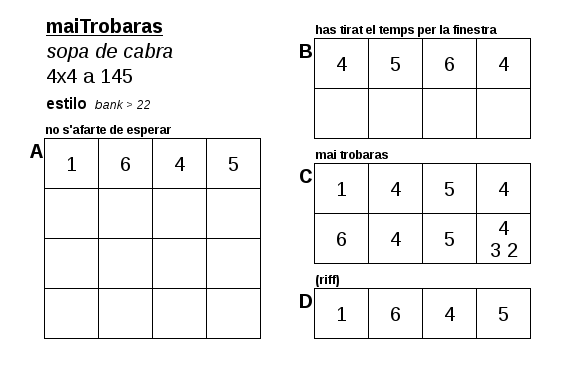 maiTrobaras
sopa de cabra
4x4 a 145
estilo bank > 22
no s'afarte de esperar
A
1 6 4 5
has tirat el temps per la finestra
B
4 5 6 4
mai trobaras
C
1 4 5 4
6 4 5 4
3 2
(riff)
D
1 6 4 5